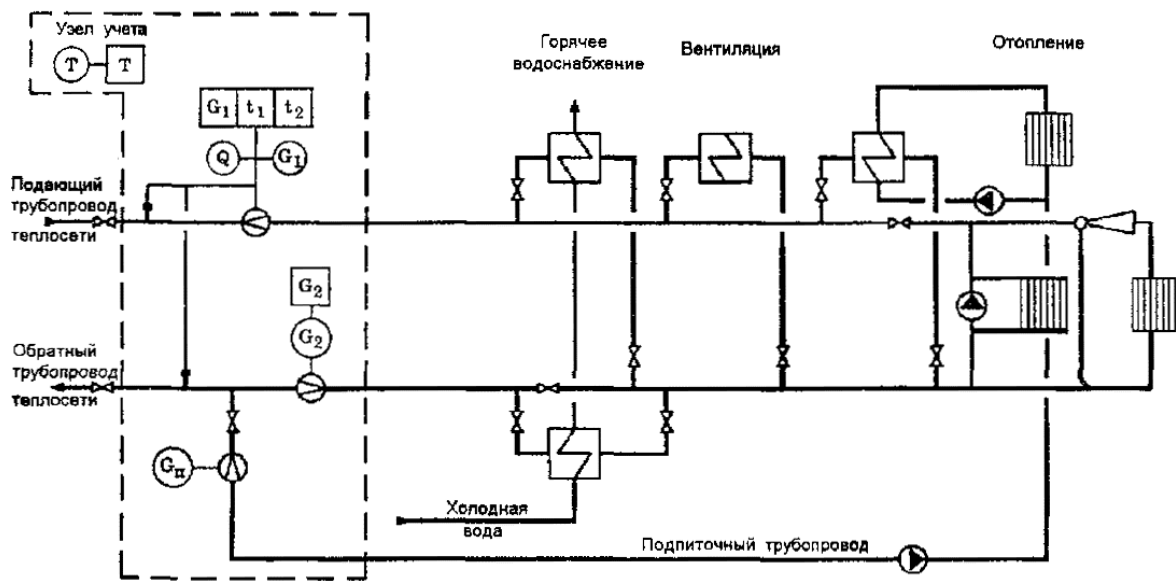 Узел учета
T T
G₁ t₁ t₂
Q G₁
Подающий
трубопровод
теплосети
G₂
G₂
Обратный
трубопровод
теплосети
Gп
Горячее
водоснабжение
Вентиляция
Отопление
Холодная
вода
Подпиточный трубопровод